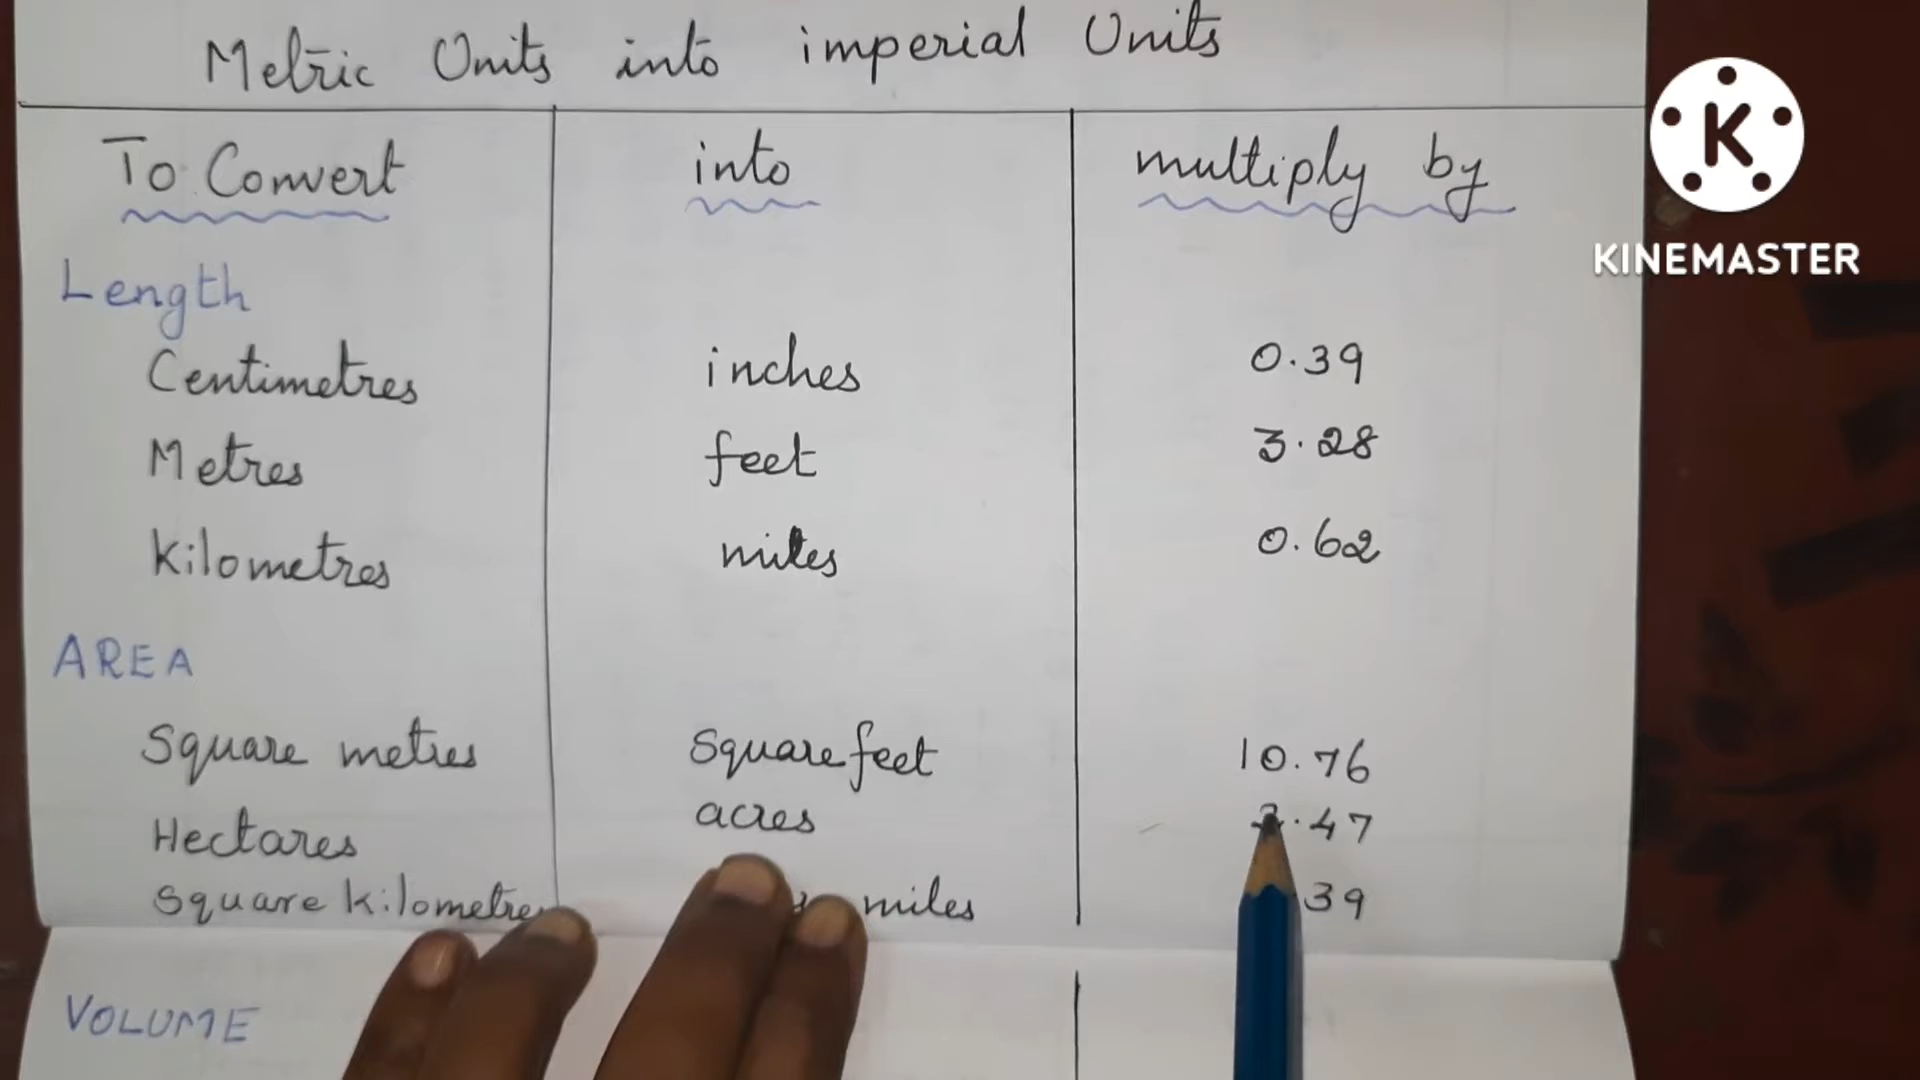 Metric Units into imperial Units
To Convert into multiply by
Length
Centimetres inches 0.39
Metres feet 3.28
Kilometres miles 0.62
AREA
Square metres Square feet 10.76
Hectares acres .47
Square kilometre miles 39
VOLUME
K
KINEMASTER